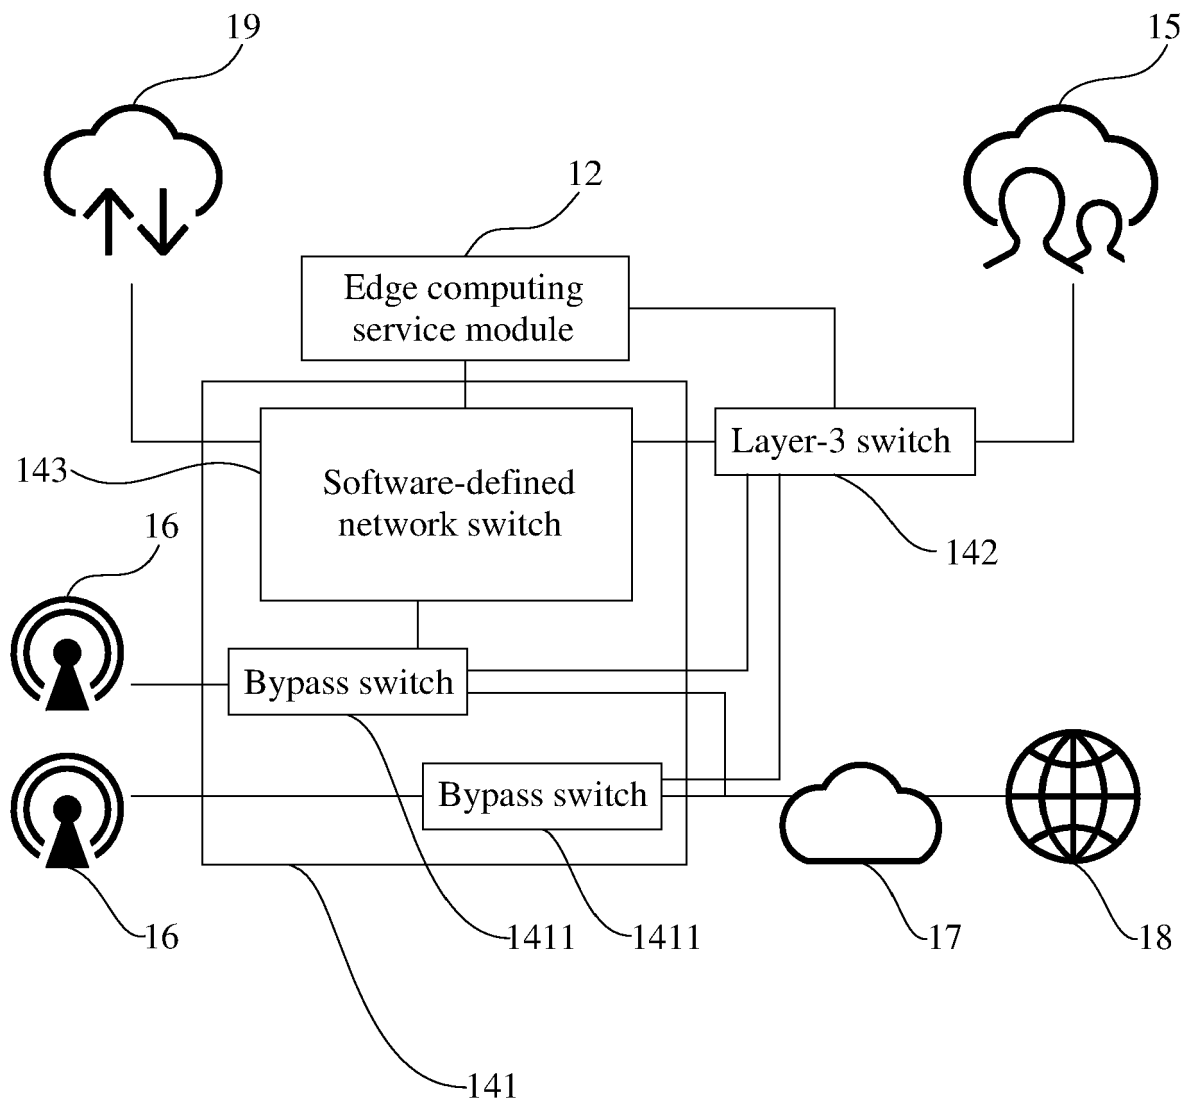 19
15
12
Edge computing
service module
Layer-3 switch
143
Software-defined
network switch
16
142
Bypass switch
Bypass switch
16
1411
1411
17
18
141